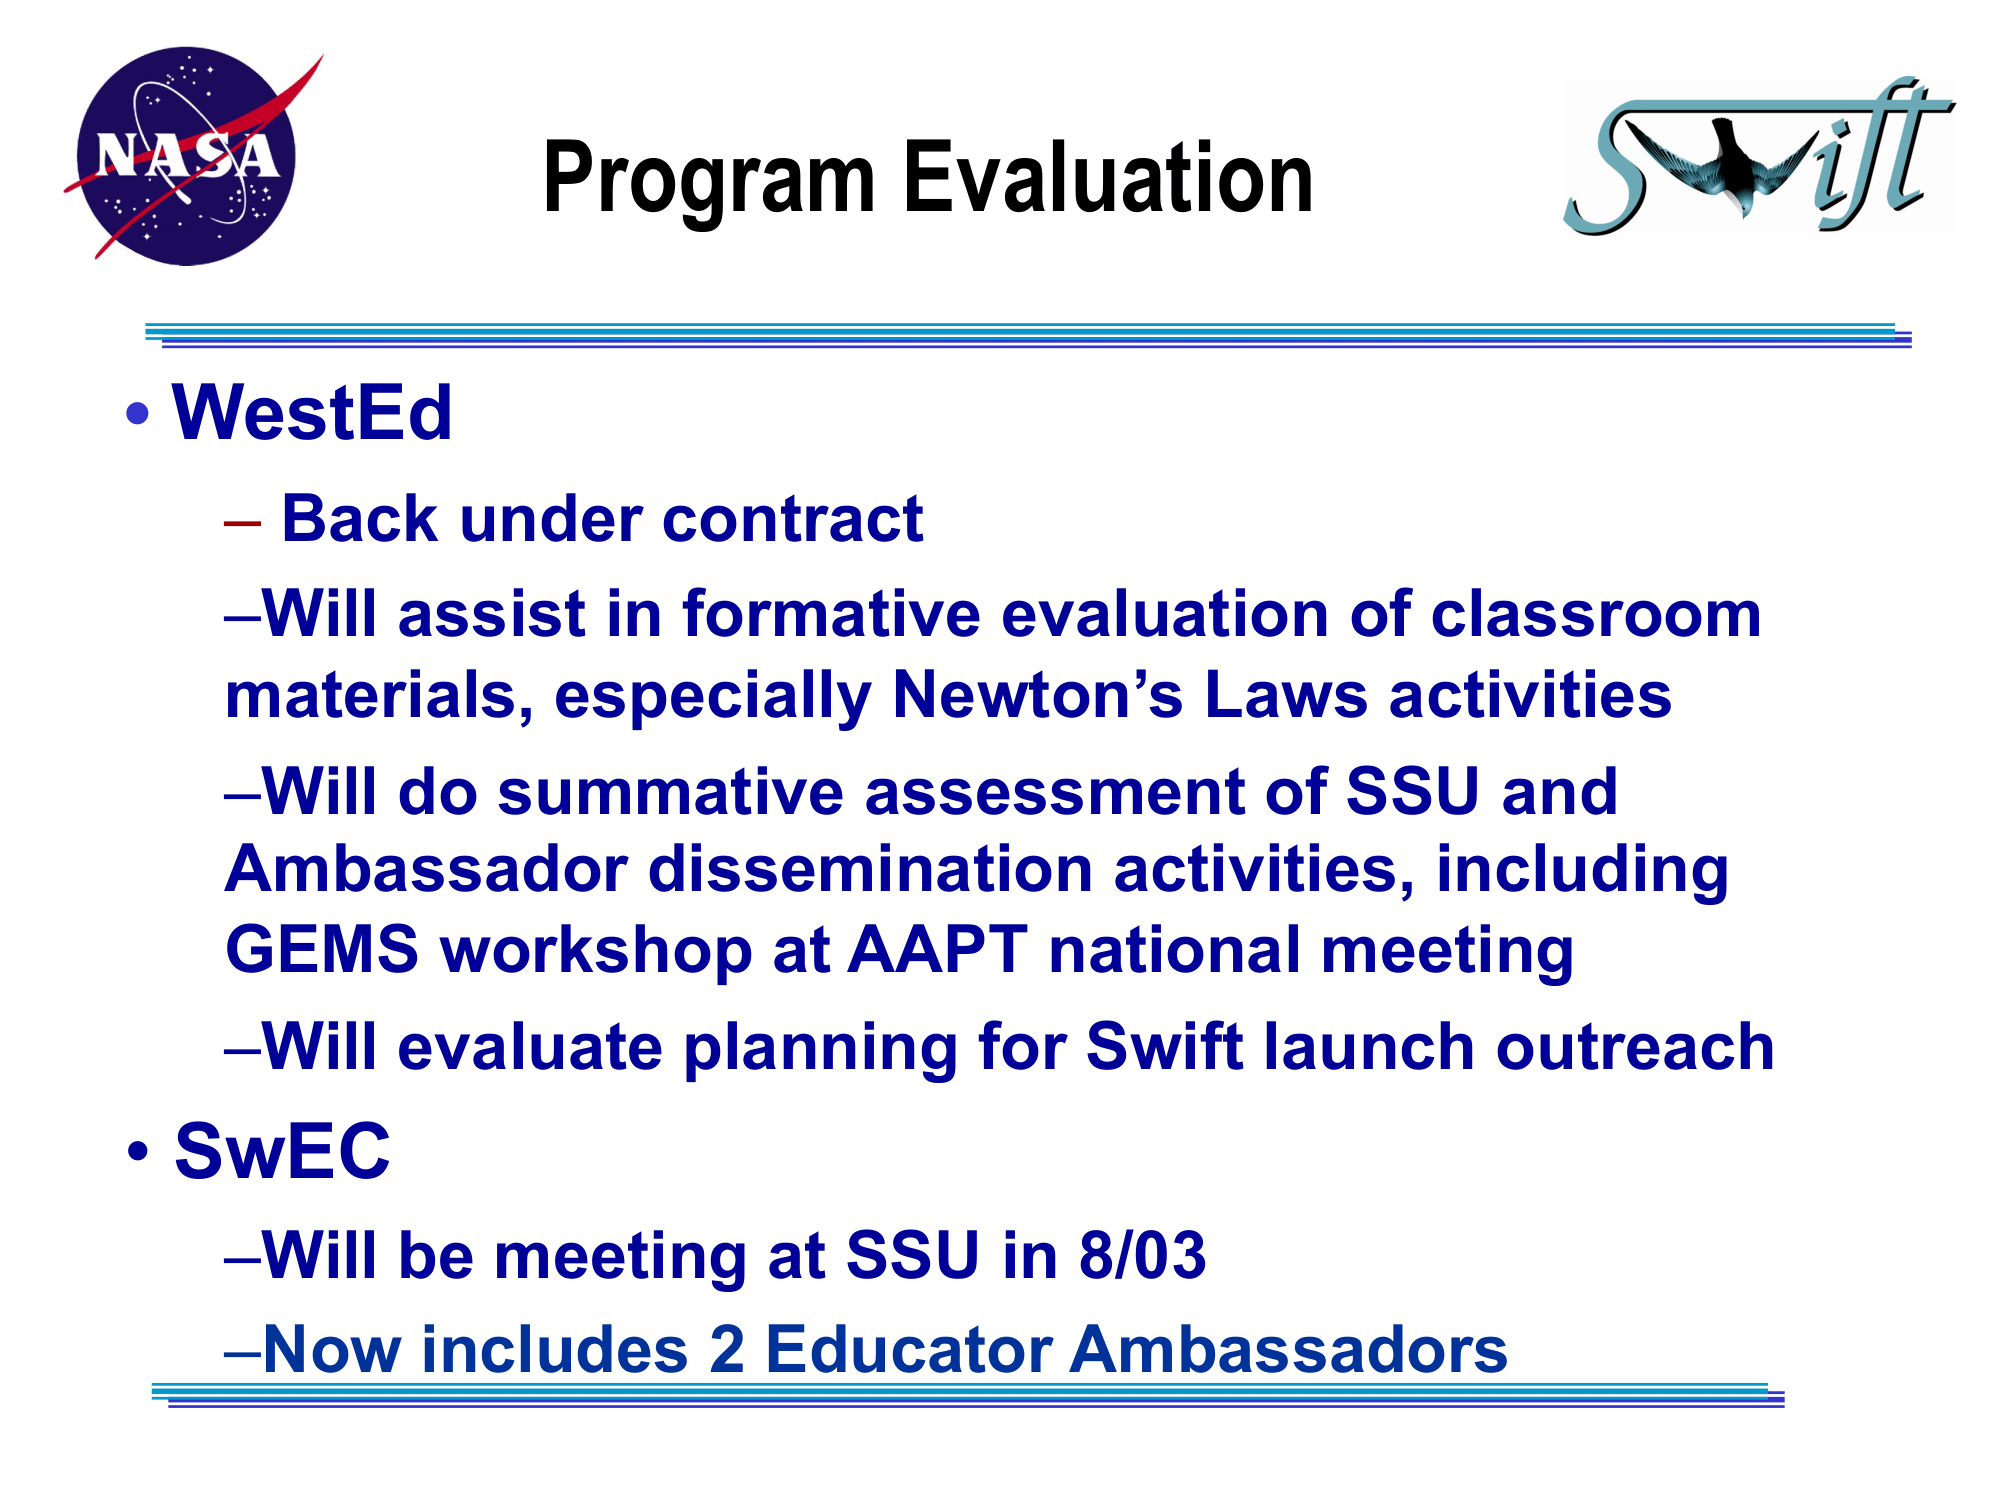 NASA
Swift
Program Evaluation
• WestEd
– Back under contract
–Will assist in formative evaluation of classroom
materials, especially Newton’s Laws activities
–Will do summative assessment of SSU and
Ambassador dissemination activities, including
GEMS workshop at AAPT national meeting
–Will evaluate planning for Swift launch outreach
• SwEC
–Will be meeting at SSU in 8/03
–Now includes 2 Educator Ambassadors